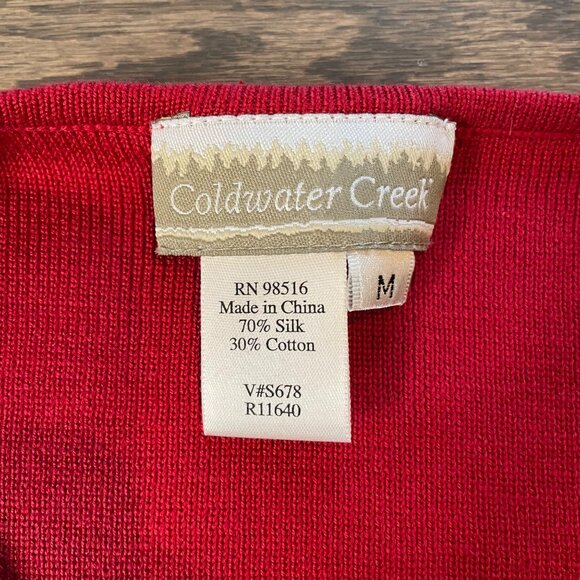 Coldwater Creek
M
RN 98516
Made in China
70% Silk
30% Cotton
V#S678
R11640